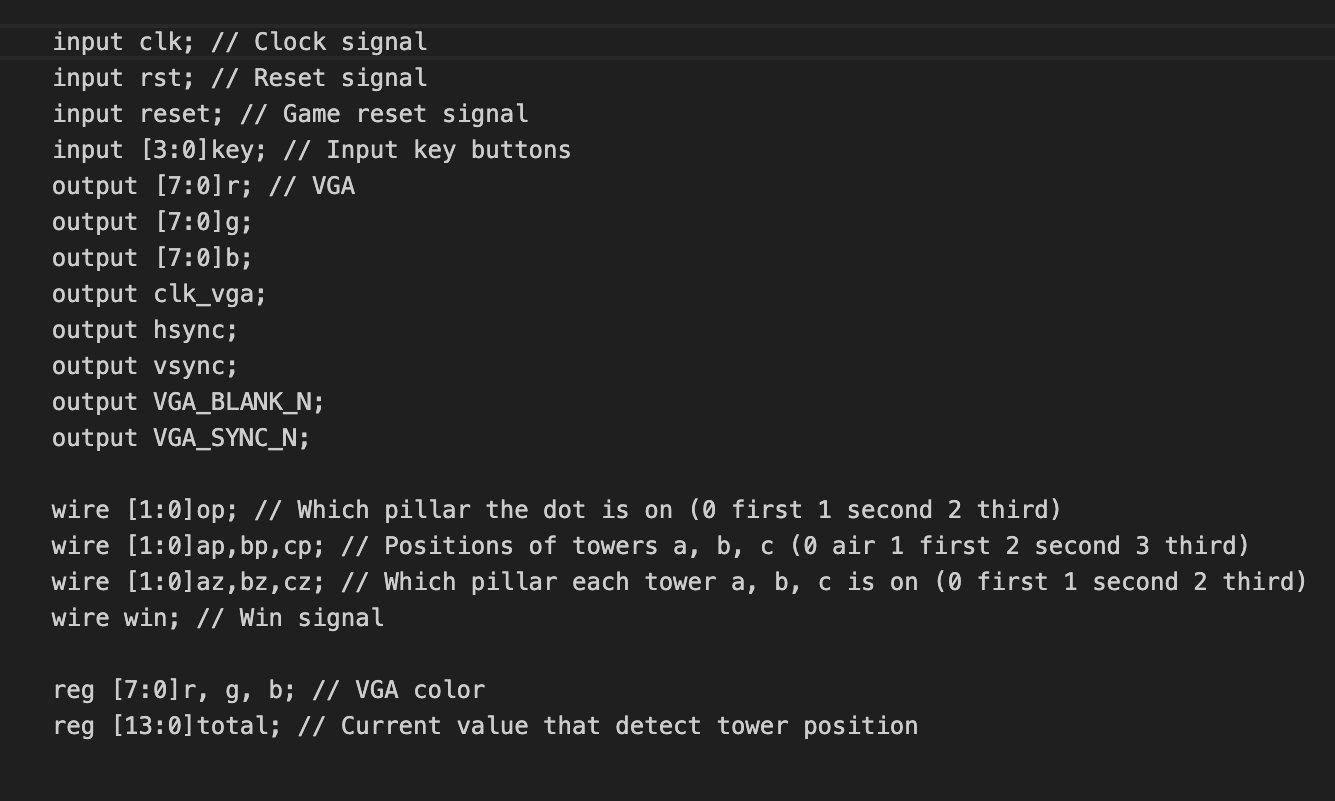 input clk; // Clock signal
input rst; // Reset signal
input reset; // Game reset signal
input [3:0]key; // Input key buttons
output [7:0]r; // VGA
output [7:0]g;
output [7:0]b;
output clk_vga;
output hsync;
output vsync;
output VGA_BLANK_N;
output VGA_SYNC_N;
wire [1:0]op; // Which pillar the dot is on (0 first 1 second 2 third)
wire [1:0]ap,bp,cp; // Positions of towers a, b, c (0 air 1 first 2 second 3 third)
wire [1:0]az,bz,cz; // Which pillar each tower a, b, c is on (0 first 1 second 2 third)
wire win; // Win signal
reg [7:0]r, g, b; // VGA color
reg [13:0]total; // Current value that detect tower position